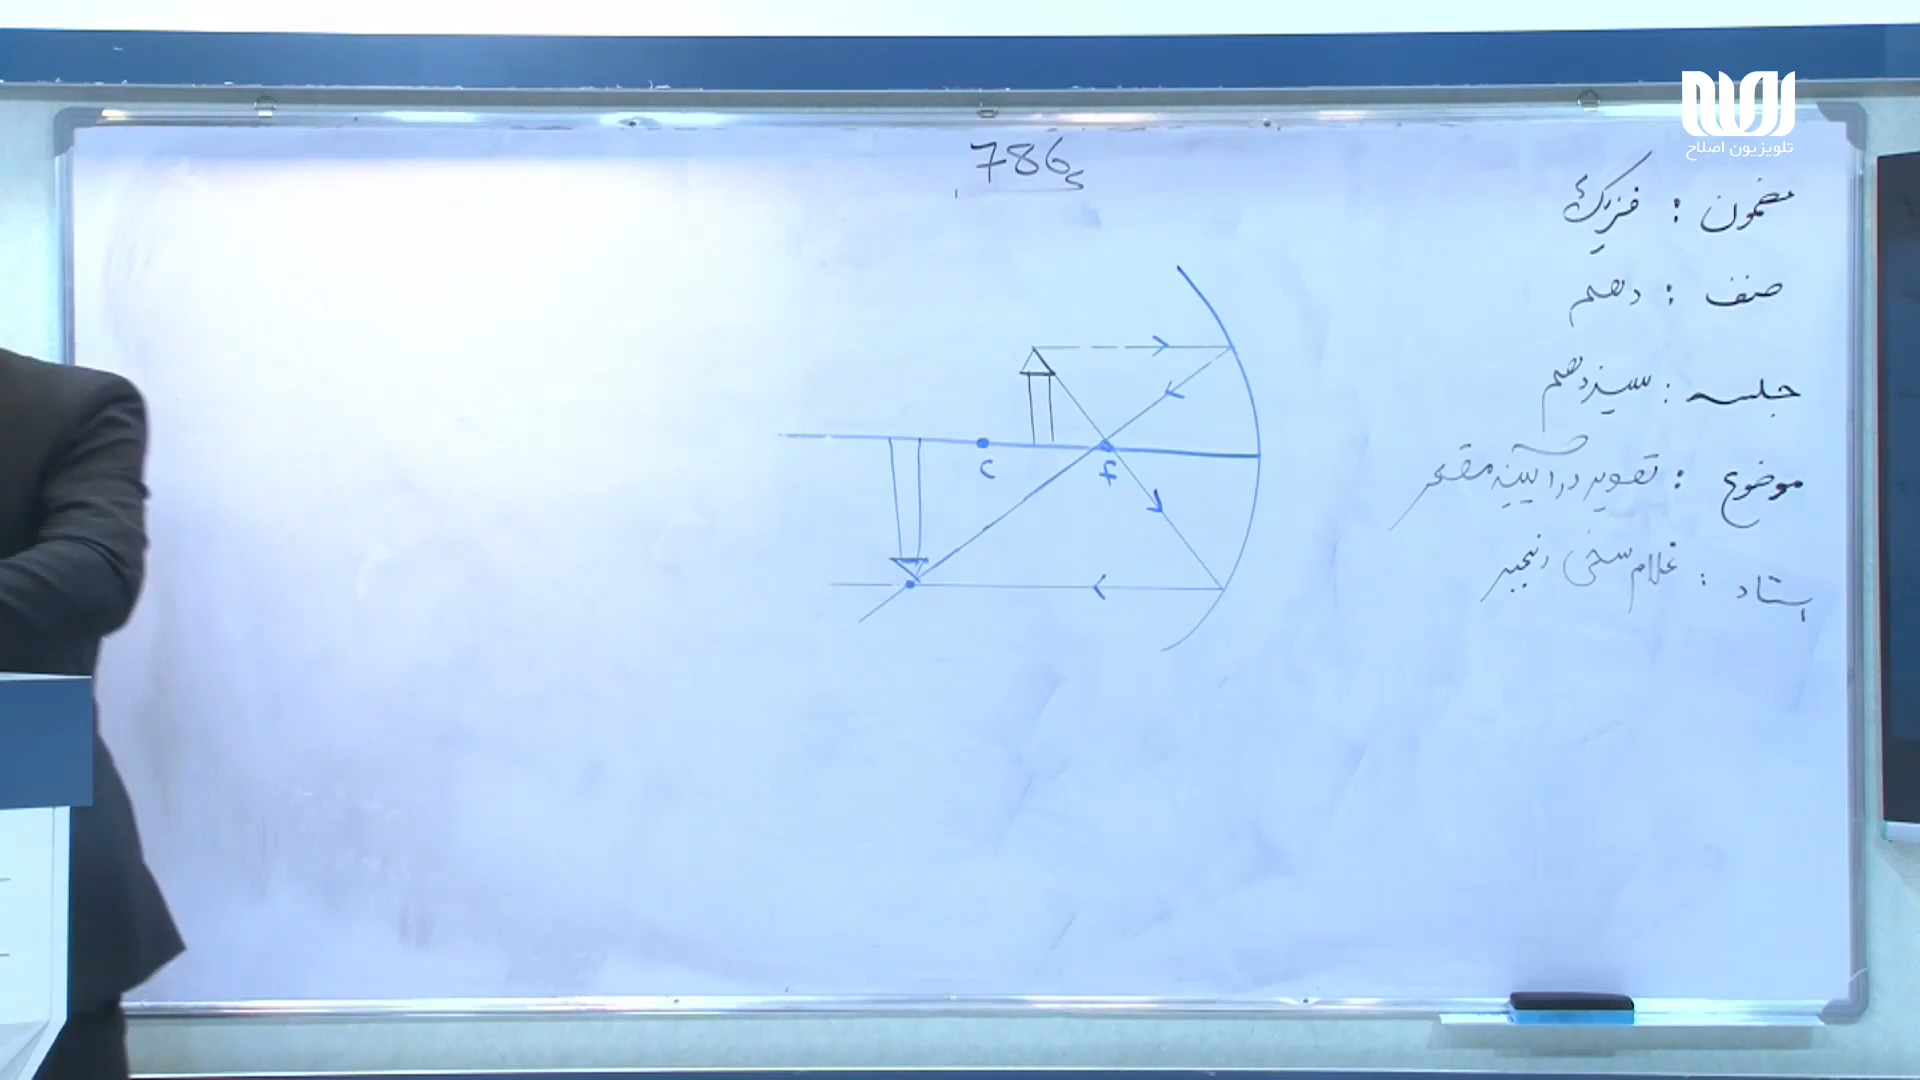 786
تلویزیون اصلاح
مضمون : فزیک
صنف : دهم
جلسه : سیزدهم
موضوع : تصویر در آیینه مقعر
استاد : غلام سخی رنجبر
c
f